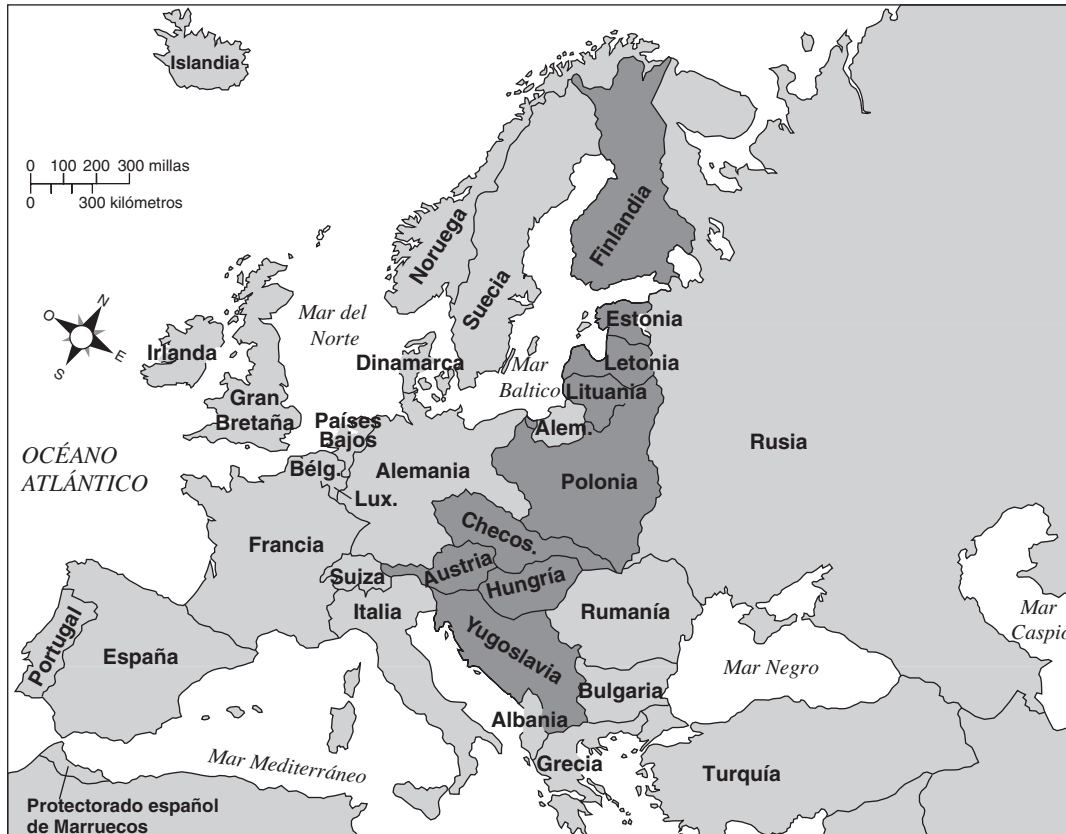 Islandia
0 100 200 300 millas
0 300 kilómetros
N
O
E
S
Noruega
Suecia
Finlandia
Mar del
Norte
Estonia
Irlanda
Dinamarca
Mar
Baltico
Letonia
Lituania
Gran
Bretaña
Países
Bajos
Alem.
Rusia
OCÉANO
ATLÁNTICO
Bélg.
Alemania
Polonia
Lux.
Checos.
Francia
Suiza
Austria
Hungría
Italia
Rumanía
Mar
Caspio
Portugal
España
Yugoslavia
Mar Negro
Bulgaria
Albania
Mar Mediterráneo
Grecia
Turquía
Protectorado español
de Marruecos